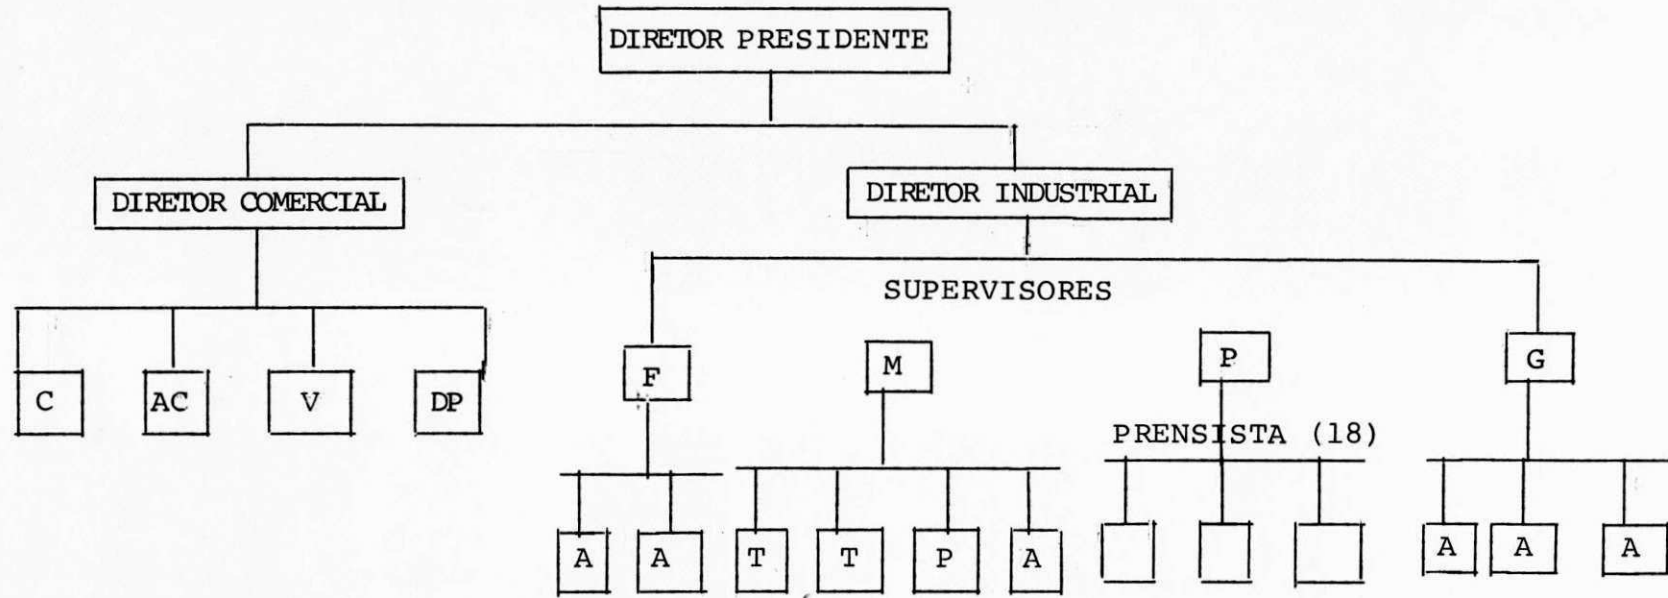 DIRETOR PRESIDENTE
DIRETOR COMERCIAL
DIRETOR INDUSTRIAL
SUPERVISORES
F
M
P
G
C
AC
V
DP
PRENSISTA (18)
A
A
T
T
P
A
A
A
A